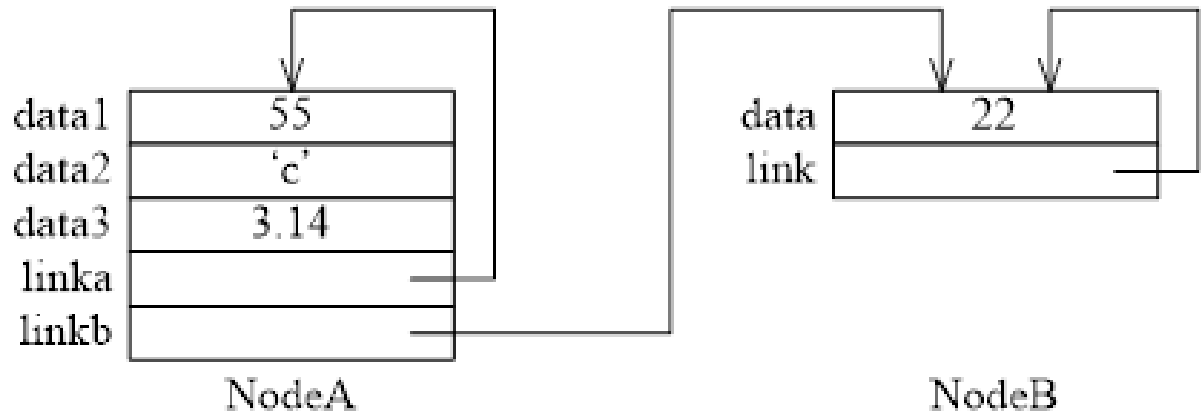 data1 55
data2 ‘c’
data3 3.14
linka
linkb
NodeA
data 22
link
NodeB